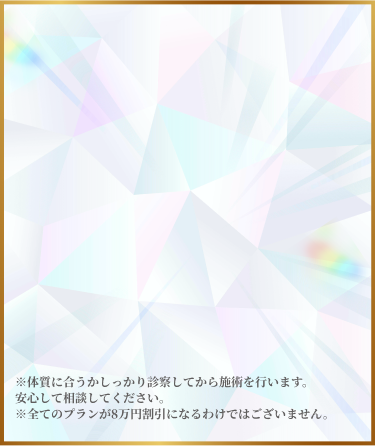 ※体質に合うかしっかり診察してから施術を行います。
安心して相談してください。
※全てのプランが8万円割引になるわけではございません。